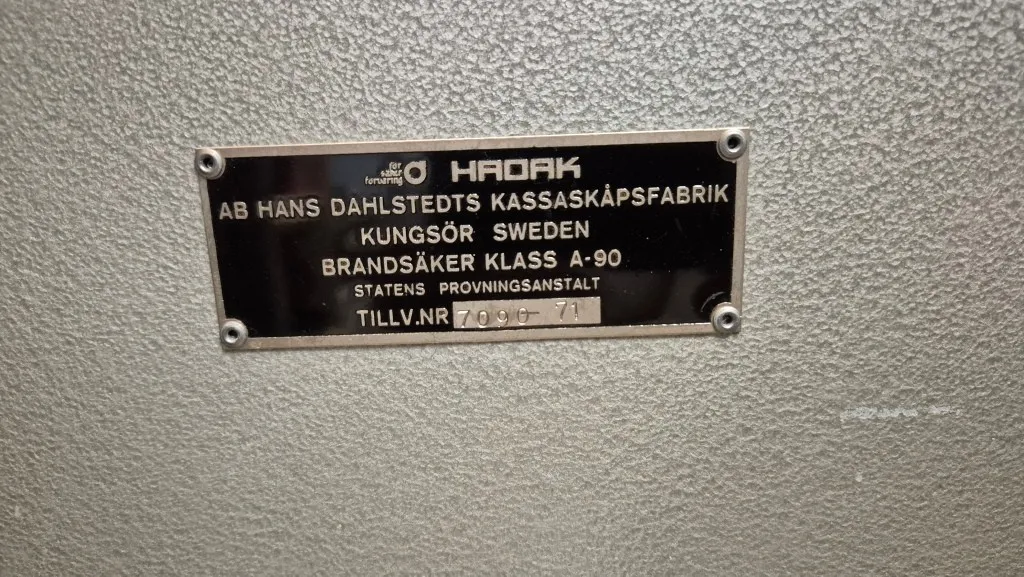 för
säker
förvaring
HADAK
AB HANS DAHLSTEDTS KASSASKÅPSFABRIK
KUNGSÖR SWEDEN
BRANDSÄKER KLASS A-90
STATENS PROVNINGSANSTALT
TILLV.NR 7090-71